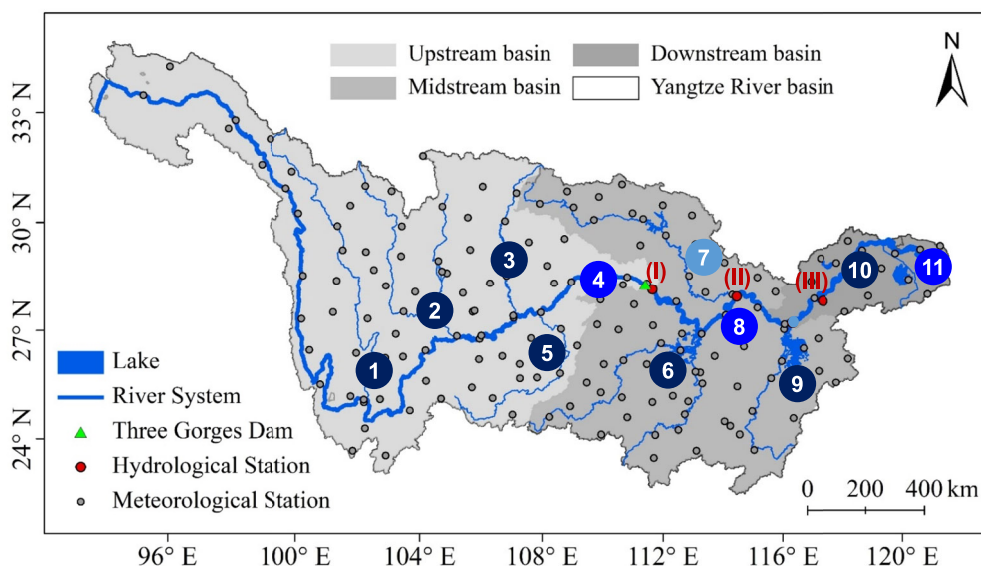 Upstream basin
Downstream basin
Midstream basin
Yangtze River basin
N
33° N
30° N
27° N
24° N
1
2
3
4
5
6
7
8
9
10
11
(I)
(II)
(III)
Lake
River System
Three Gorges Dam
Hydrological Station
Meteorological Station
0 200 400 km
96° E 100° E 104° E 108° E 112° E 116° E 120° E